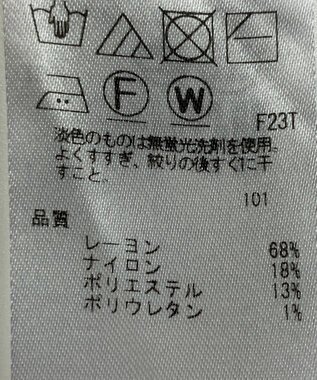 F
W
F23T
淡色のものは無蛍光洗剤を使用。
よくすすぎ、絞りの後すぐに干
すこと。
101
品質
レーヨン 68%
ナイロン 18%
ポリエステル 13%
ポリウレタン 1%